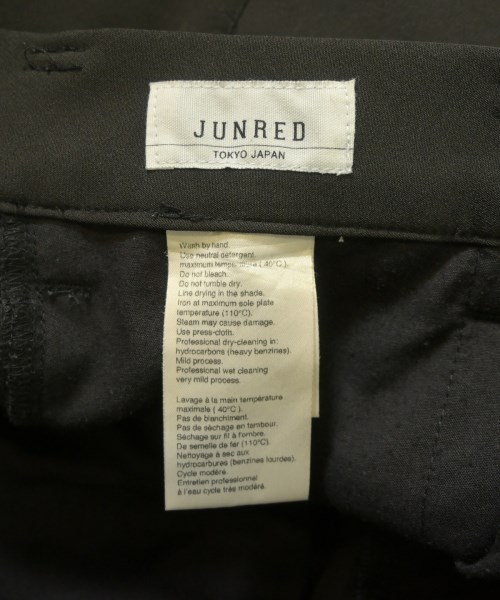 JUNRED
TOKYO JAPAN
Wash by hand.
Use neutral detergent.
maximum temperature ( 40°C ).
Do not bleach.
Do not tumble dry.
Line drying in the shade.
Iron at maximum sole plate
temperature (110°C).
Steam may cause damage.
Use press-cloth.
Professional dry-cleaning in:
hydrocarbons (heavy benzines).
Mild process.
Professional wet cleaning
very mild process.
Lavage à la main température
maximale ( 40°C ).
Pas de blanchiment.
Pas de séchage en tambour.
Séchage sur fil à l'ombre.
De semelle de fer (110°C).
Nettoyage à sec aux
hydrocarbures (benzines lourdes).
Cycle modéré.
Entretien professionnel
à l'eau cycle très modéré.